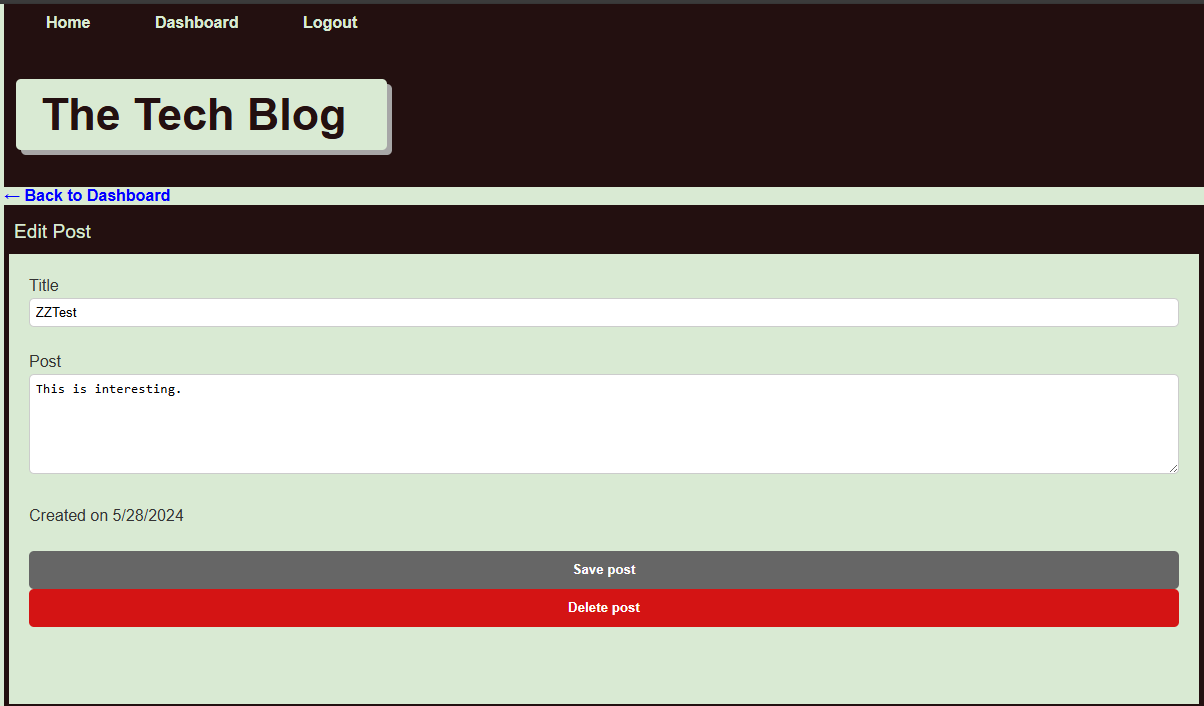 Home Dashboard Logout
The Tech Blog
← Back to Dashboard
Edit Post
Title
ZZTest
Post
This is interesting.
Created on 5/28/2024
Save post
Delete post